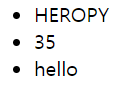 • HEROPY
• 35
• hello